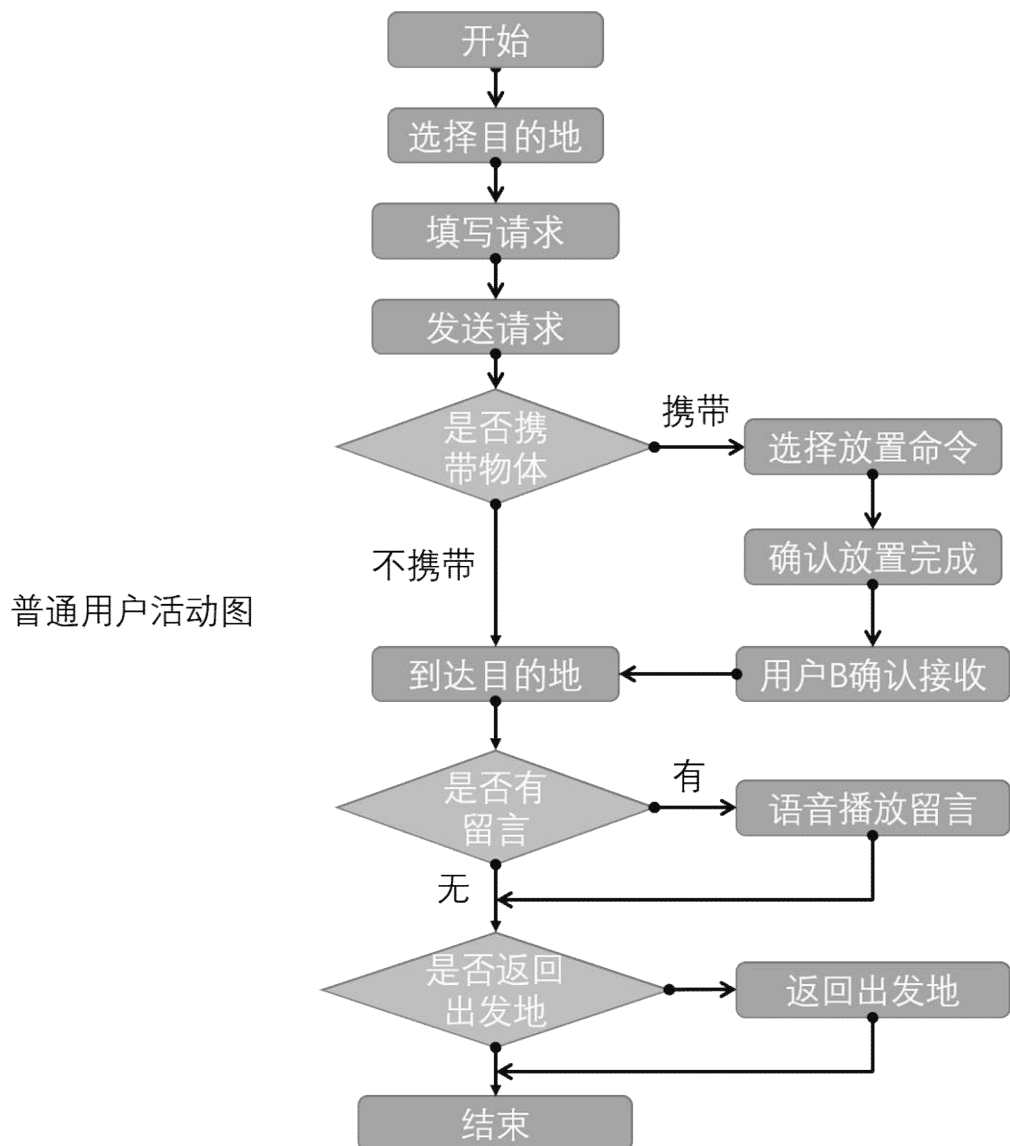 开始
选择目的地
填写请求
发送请求
是否携
带物体
携带
选择放置命令
不携带
确认放置完成
普通用户活动图
到达目的地
用户B确认接收
是否有
留言
有
语音播放留言
无
是否返回
出发地
返回出发地
结束